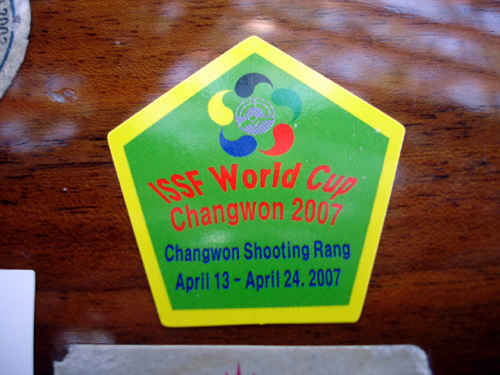 ISSF World Cup
Changwon 2007
Changwon Shooting Rang
April 13 - April 24. 2007